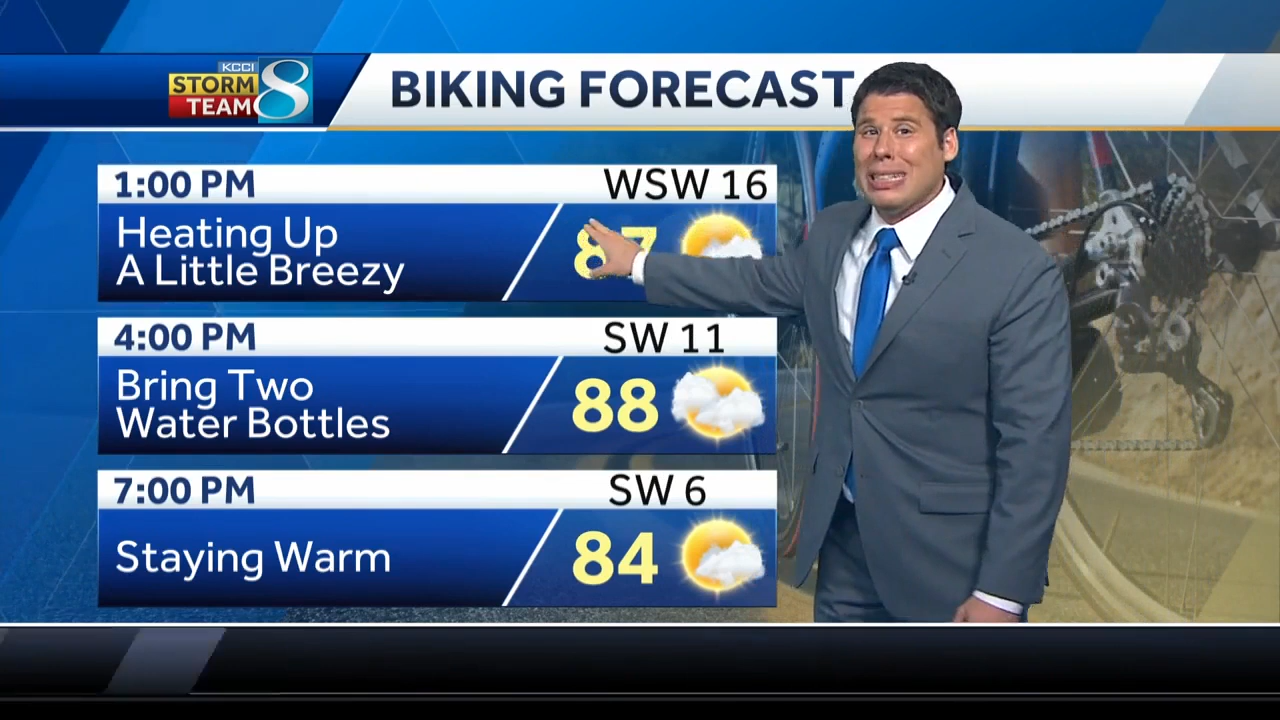 KCCI
STORM
TEAM 8
BIKING FORECAST
1:00 PM
WSW 16
Heating Up
A Little Breezy
87
4:00 PM
SW 11
Bring Two
Water Bottles
88
7:00 PM
SW 6
Staying Warm
84